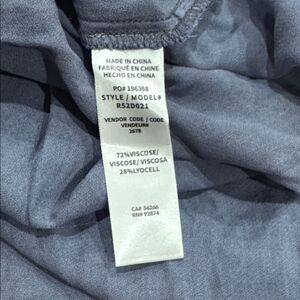 MADE IN CHINA
FABRIQUÉ EN CHINE
HECHO EN CHINA
PO# 196368
STYLE / MODEL#
R52D021
VENDOR CODE / CODE
VENDEUR#
2678
72%VISCOSE/
VISCOSE/ VISCOSA
28%LYOCELL
CA# 56266
RN# 92874